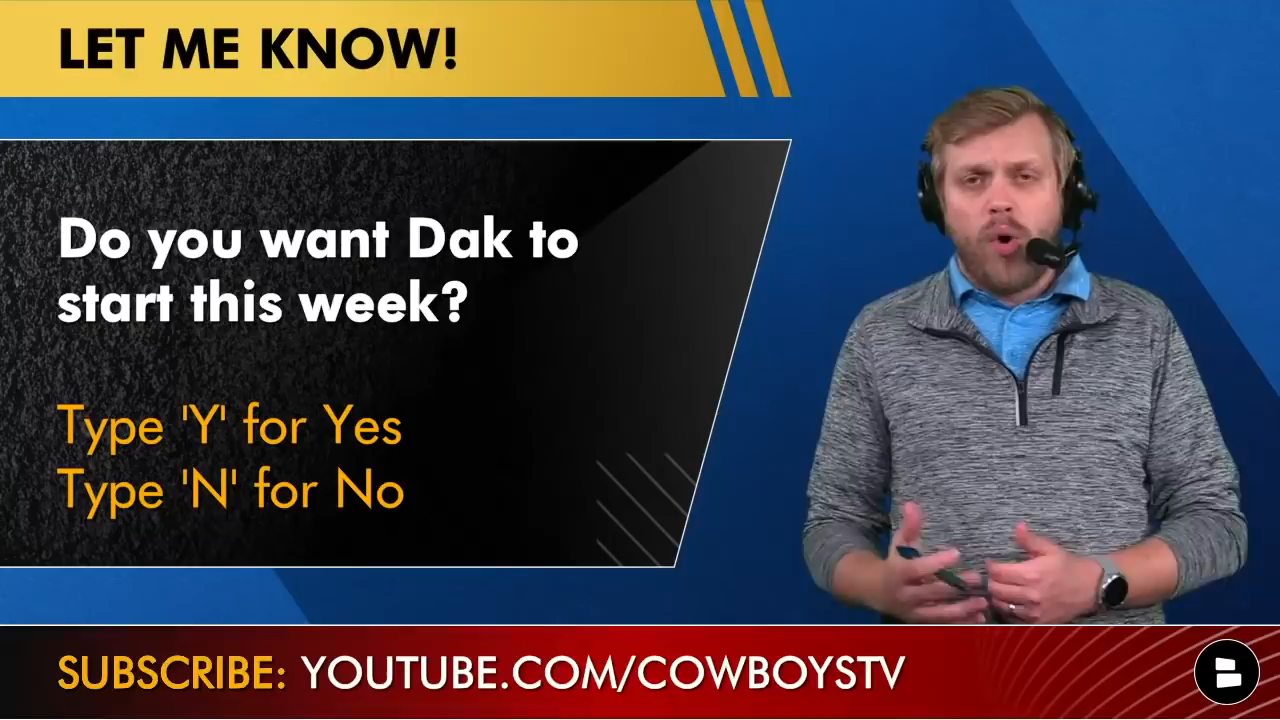 LET ME KNOW!
Do you want Dak to
start this week?
Type 'Y' for Yes
Type 'N' for No
SUBSCRIBE: YOUTUBE.COM/COWBOYSTV